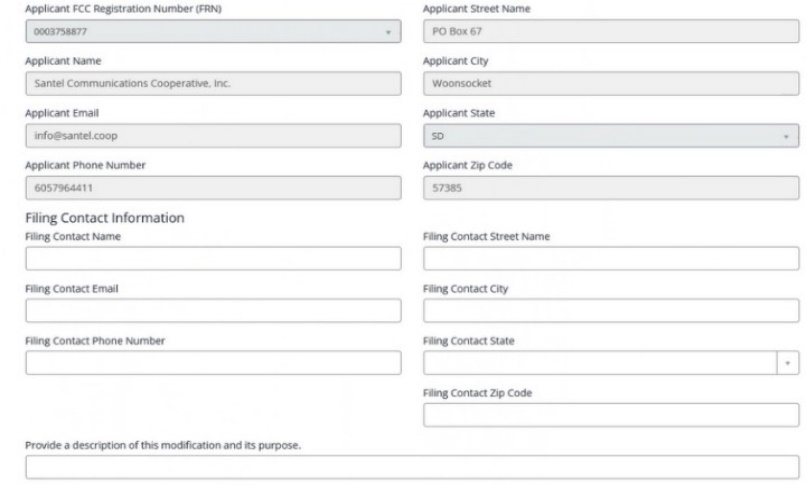 Applicant FCC Registration Number (FRN)
0003758877
Applicant Street Name
PO Box 67
Applicant Name
Santel Communications Cooperative, Inc.
Applicant City
Woonsocket
Applicant Email
info@santel.coop
Applicant State
SD
Applicant Phone Number
6057964411
Applicant Zip Code
57385
Filing Contact Information
Filing Contact Name
Filing Contact Street Name
Filing Contact Email
Filing Contact City
Filing Contact Phone Number
Filing Contact State
Filing Contact Zip Code
Provide a description of this modification and its purpose.